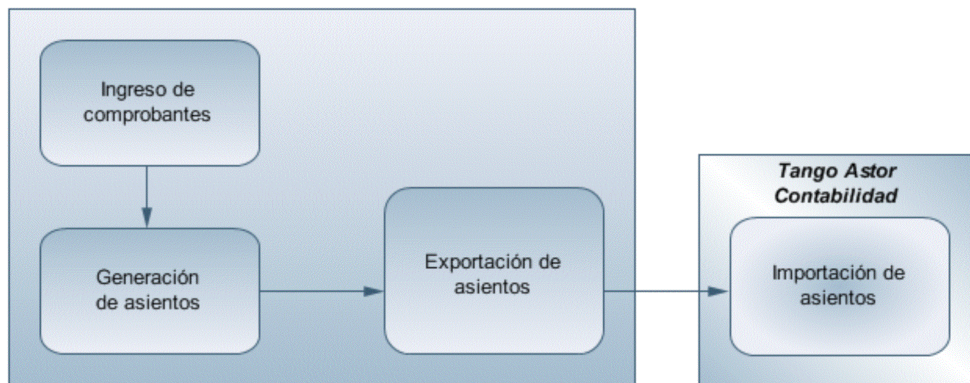 Ingreso de
comprobantes
Generación
de asientos
Exportación de
asientos
Tango Astor
Contabilidad
Importación de
asientos